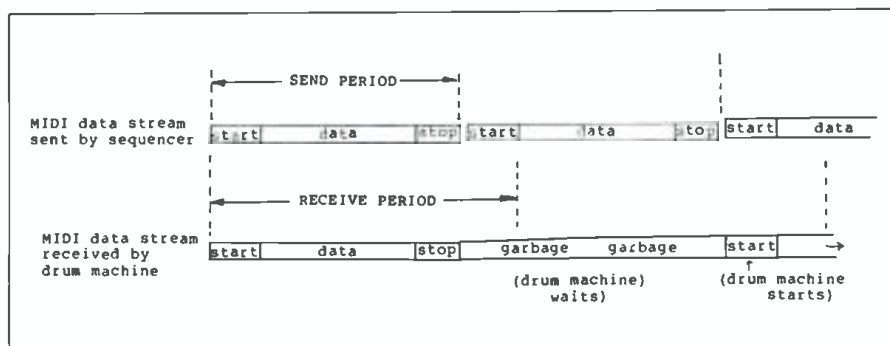 SEND PERIOD
MIDI data stream
sent by sequencer
start data stop start data stop start data
RECEIVE PERIOD
MIDI data stream
received by
drum machine
start data stop garbage garbage start
(drum machine) (drum machine
waits) starts)